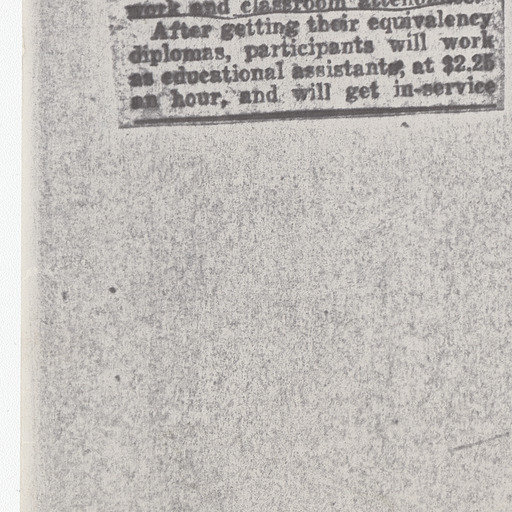 work and classroom attendance.
After getting their equivalency
diplomas, participants will work
as educational assistants, at $2.25
an hour, and will get in-service